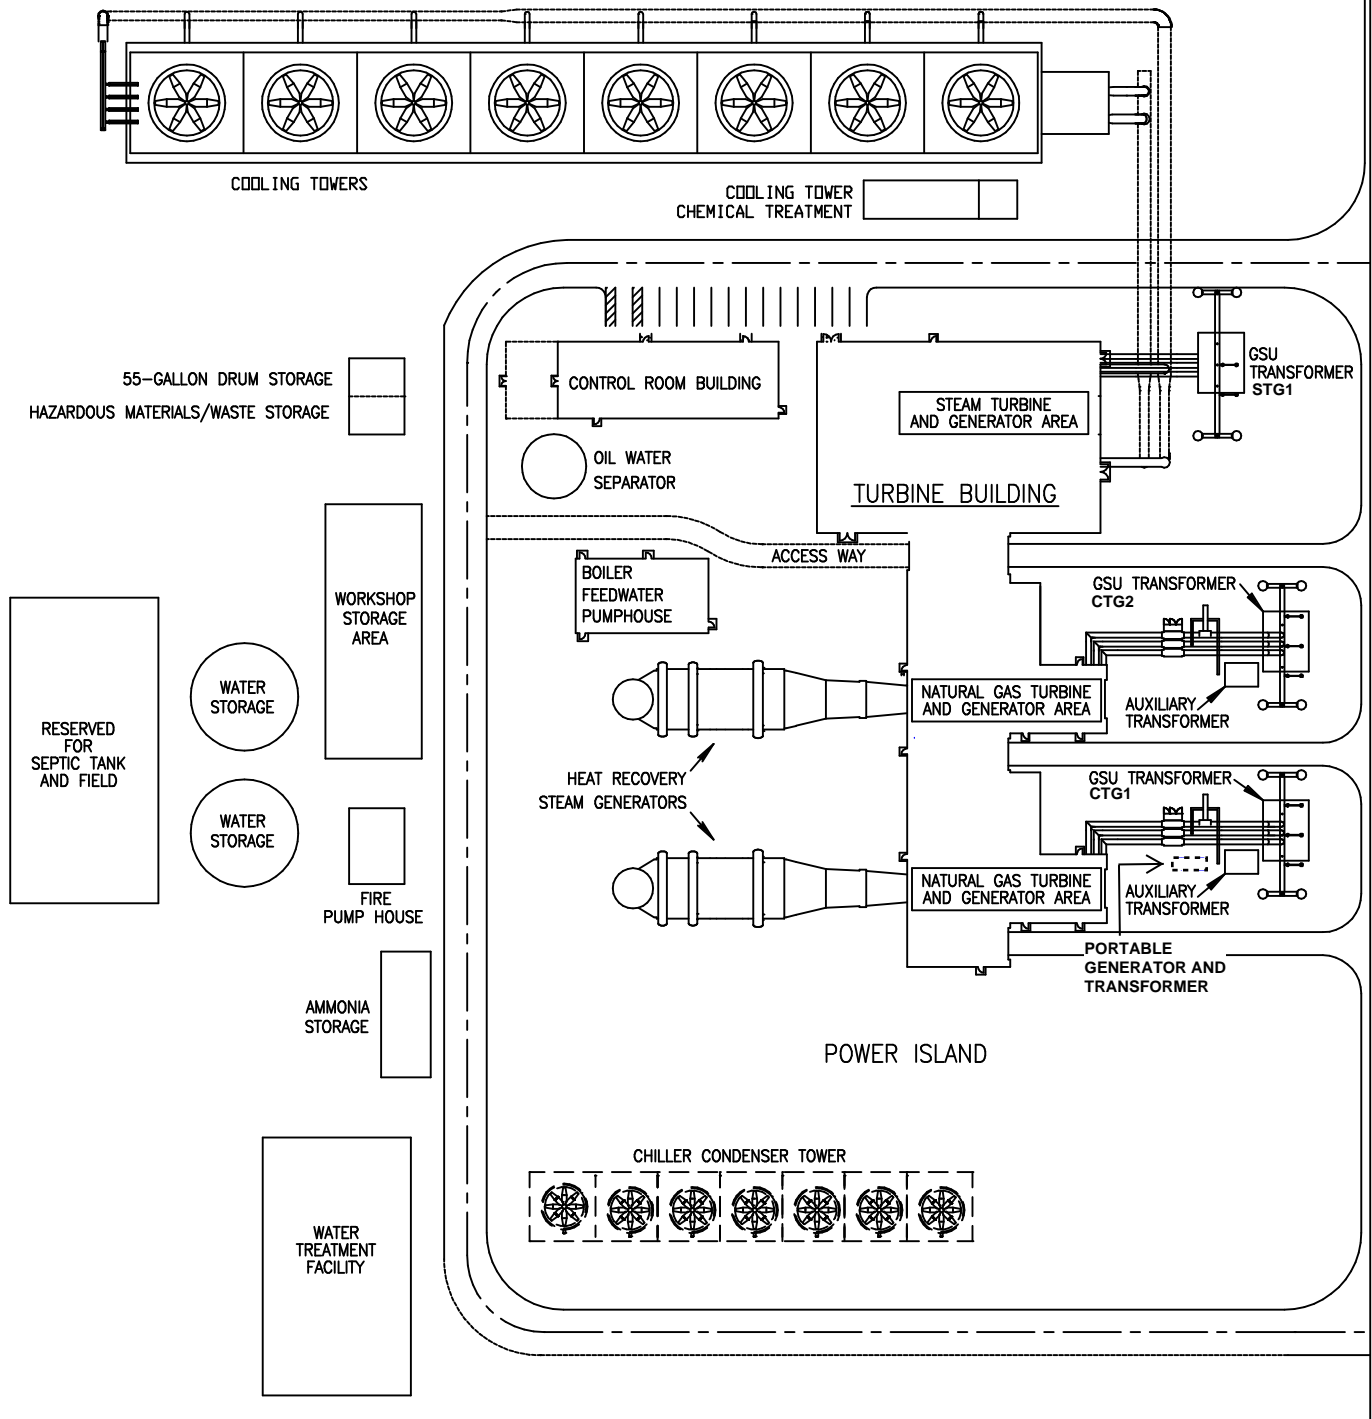 COOLING TOWERS
COOLING TOWER
CHEMICAL TREATMENT
GSU
TRANSFORMER
STG1
55-GALLON DRUM STORAGE
HAZARDOUS MATERIALS/WASTE STORAGE
CONTROL ROOM BUILDING
STEAM TURBINE
AND GENERATOR AREA
OIL WATER
SEPARATOR
TURBINE BUILDING
ACCESS WAY
BOILER
FEEDWATER
PUMPHOUSE
GSU TRANSFORMER
CTG2
WORKSHOP
STORAGE
AREA
WATER
STORAGE
NATURAL GAS TURBINE
AND GENERATOR AREA
AUXILIARY
TRANSFORMER
RESERVED
FOR
SEPTIC TANK
AND FIELD
HEAT RECOVERY
STEAM GENERATORS
GSU TRANSFORMER
CTG1
WATER
STORAGE
NATURAL GAS TURBINE
AND GENERATOR AREA
AUXILIARY
TRANSFORMER
FIRE
PUMP HOUSE
PORTABLE
GENERATOR AND
TRANSFORMER
AMMONIA
STORAGE
POWER ISLAND
CHILLER CONDENSER TOWER
WATER
TREATMENT
FACILITY